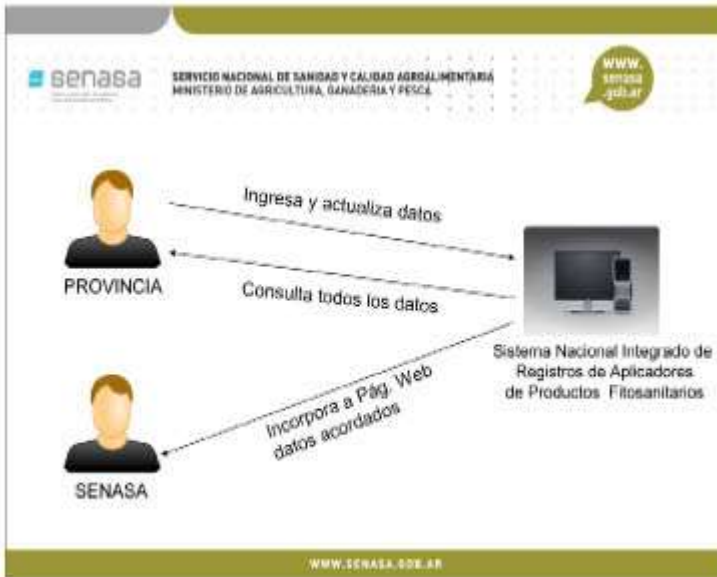 senasa
SERVICIO NACIONAL DE SANIDAD Y CALIDAD AGROALIMENTARIA
MINISTERIO DE AGRICULTURA, GANADERIA Y PESCA
www.
senasa
.gob.ar
Ingresa y actualiza datos
PROVINCIA
Consulta todos los datos
Sistema Nacional Integrado de
Registros de Aplicadores
de Productos Fitosanitarios
Incorpora a Pág. Web
datos acordados
SENASA
WWW.SENASA.GOB.AR